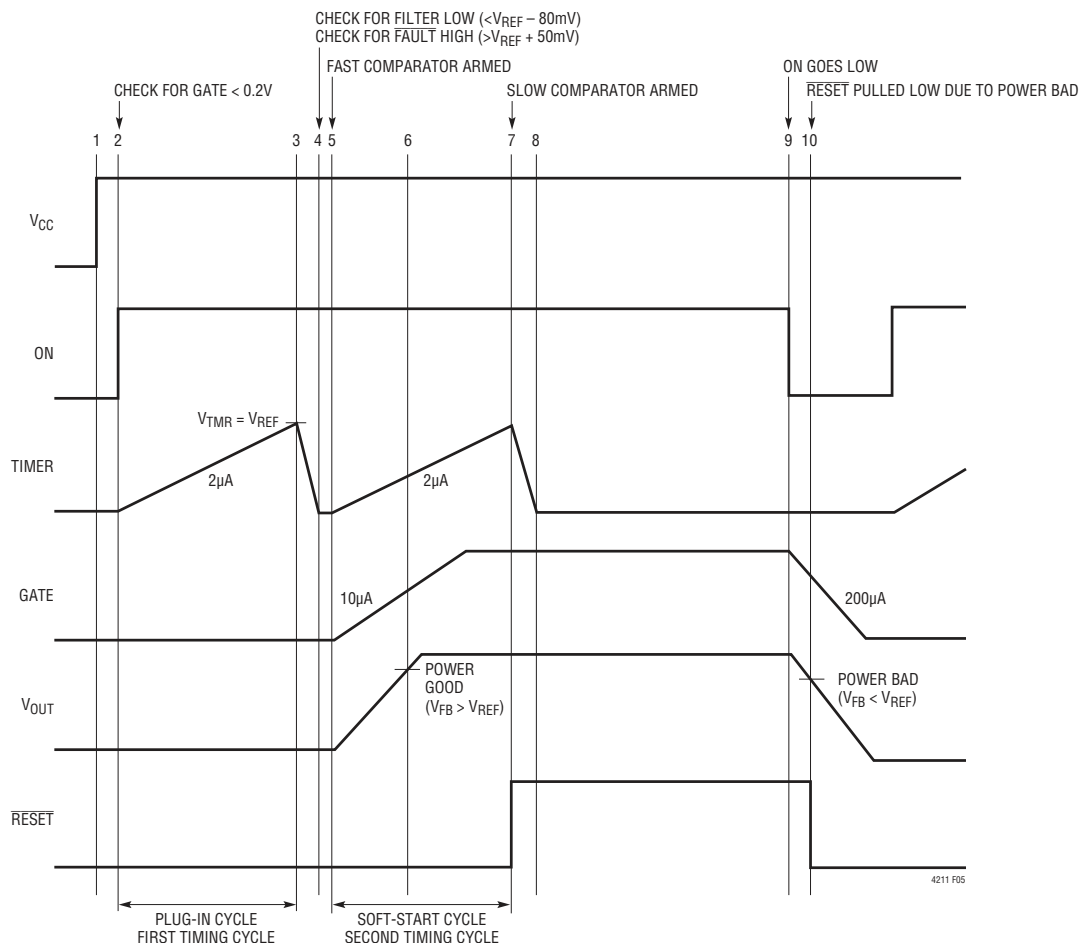 CHECK FOR FILTER LOW (<VREF – 80mV)
CHECK FOR FAULT HIGH (>VREF + 50mV)
FAST COMPARATOR ARMED
ON GOES LOW
CHECK FOR GATE < 0.2V
SLOW COMPARATOR ARMED
RESET PULLED LOW DUE TO POWER BAD
1 2 3 4 5 6 7 8 9 10
VCC
ON
VTMR = VREF
TIMER
2µA
2µA
GATE
10µA
200µA
VOUT
POWER
GOOD
(VFB > VREF)
POWER BAD
(VFB < VREF)
RESET
4211 F05
PLUG-IN CYCLE
FIRST TIMING CYCLE
SOFT-START CYCLE
SECOND TIMING CYCLE